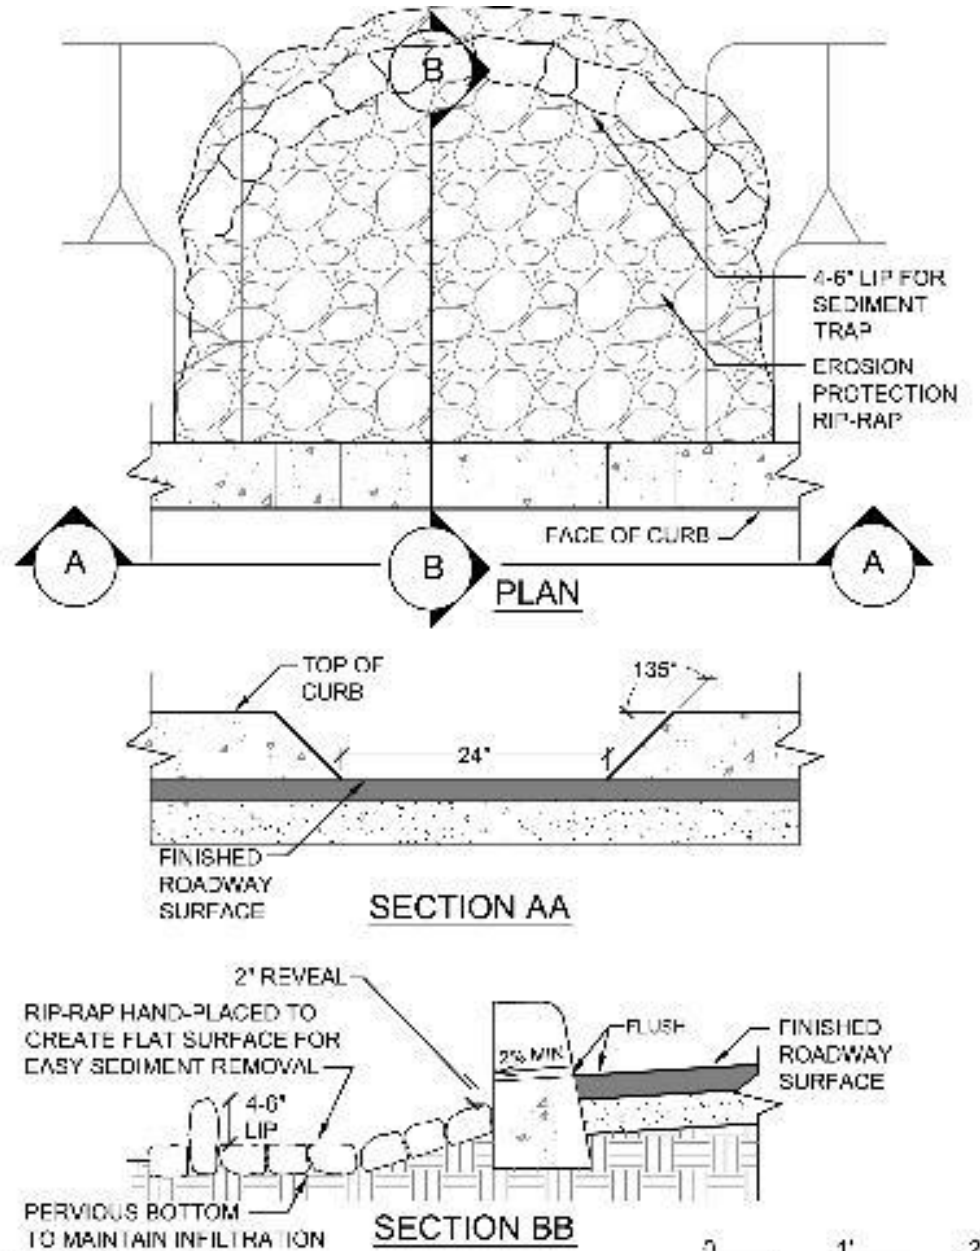 B
4-6" LIP FOR
SEDIMENT
TRAP
EROSION
PROTECTION
RIP-RAP
FACE OF CURB
A
B
A
PLAN
TOP OF
CURB
135°
24"
FINISHED
ROADWAY
SURFACE
SECTION AA
2" REVEAL
RIP-RAP HAND-PLACED TO
CREATE FLAT SURFACE FOR
EASY SEDIMENT REMOVAL
FLUSH
FINISHED
ROADWAY
SURFACE
2% MIN
4-6"
LIP
PERVIOUS BOTTOM
TO MAINTAIN INFILTRATION
SECTION BB
0 1'